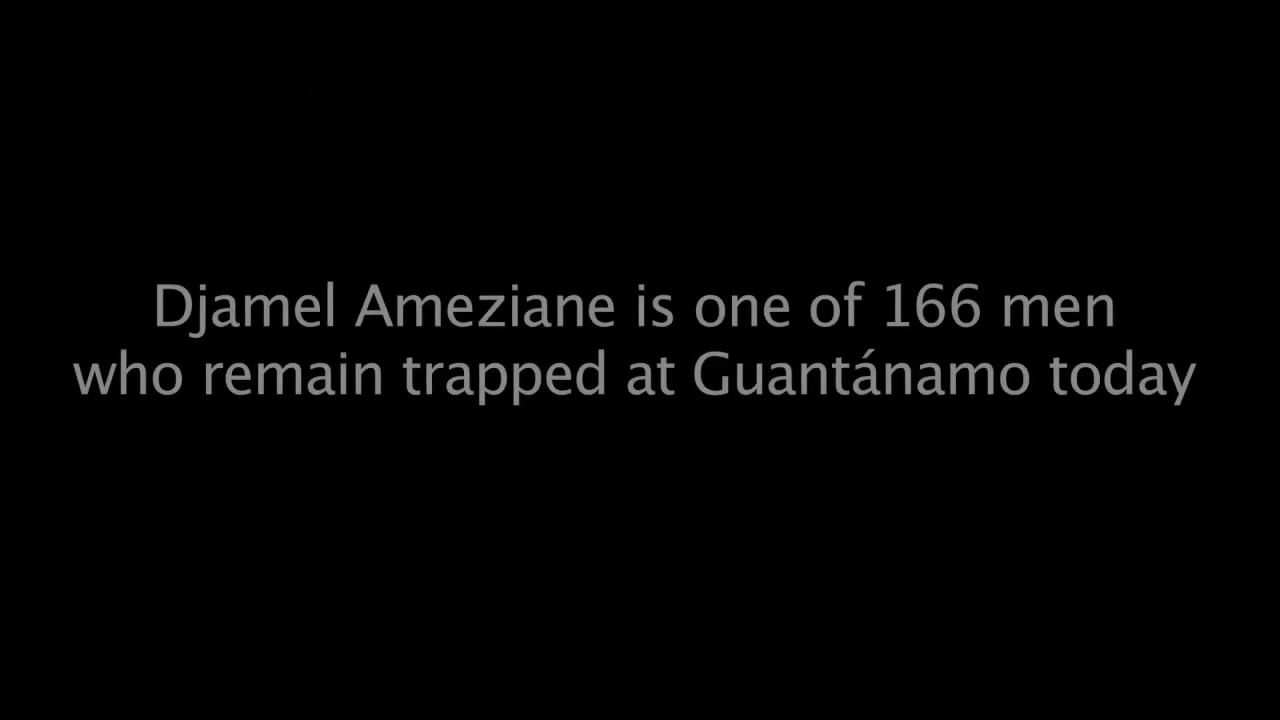 Djamel Ameziane is one of 166 men
who remain trapped at Guantánamo today